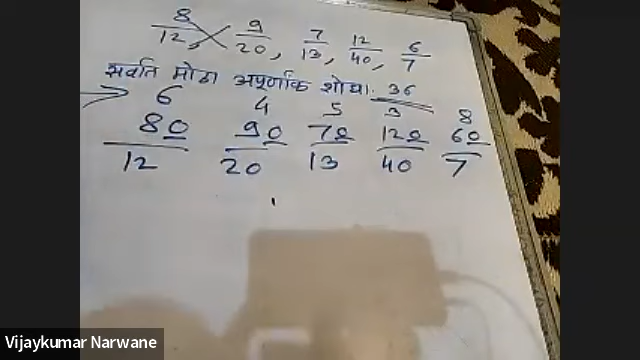 8/12, 9/20, 7/13, 12/40, 6/7
सर्वात मोठा अपूर्णांक शोधा. 36
6 4 5 3 8
80/12 90/20 70/13 120/40 60/7
Vijaykumar Narwane